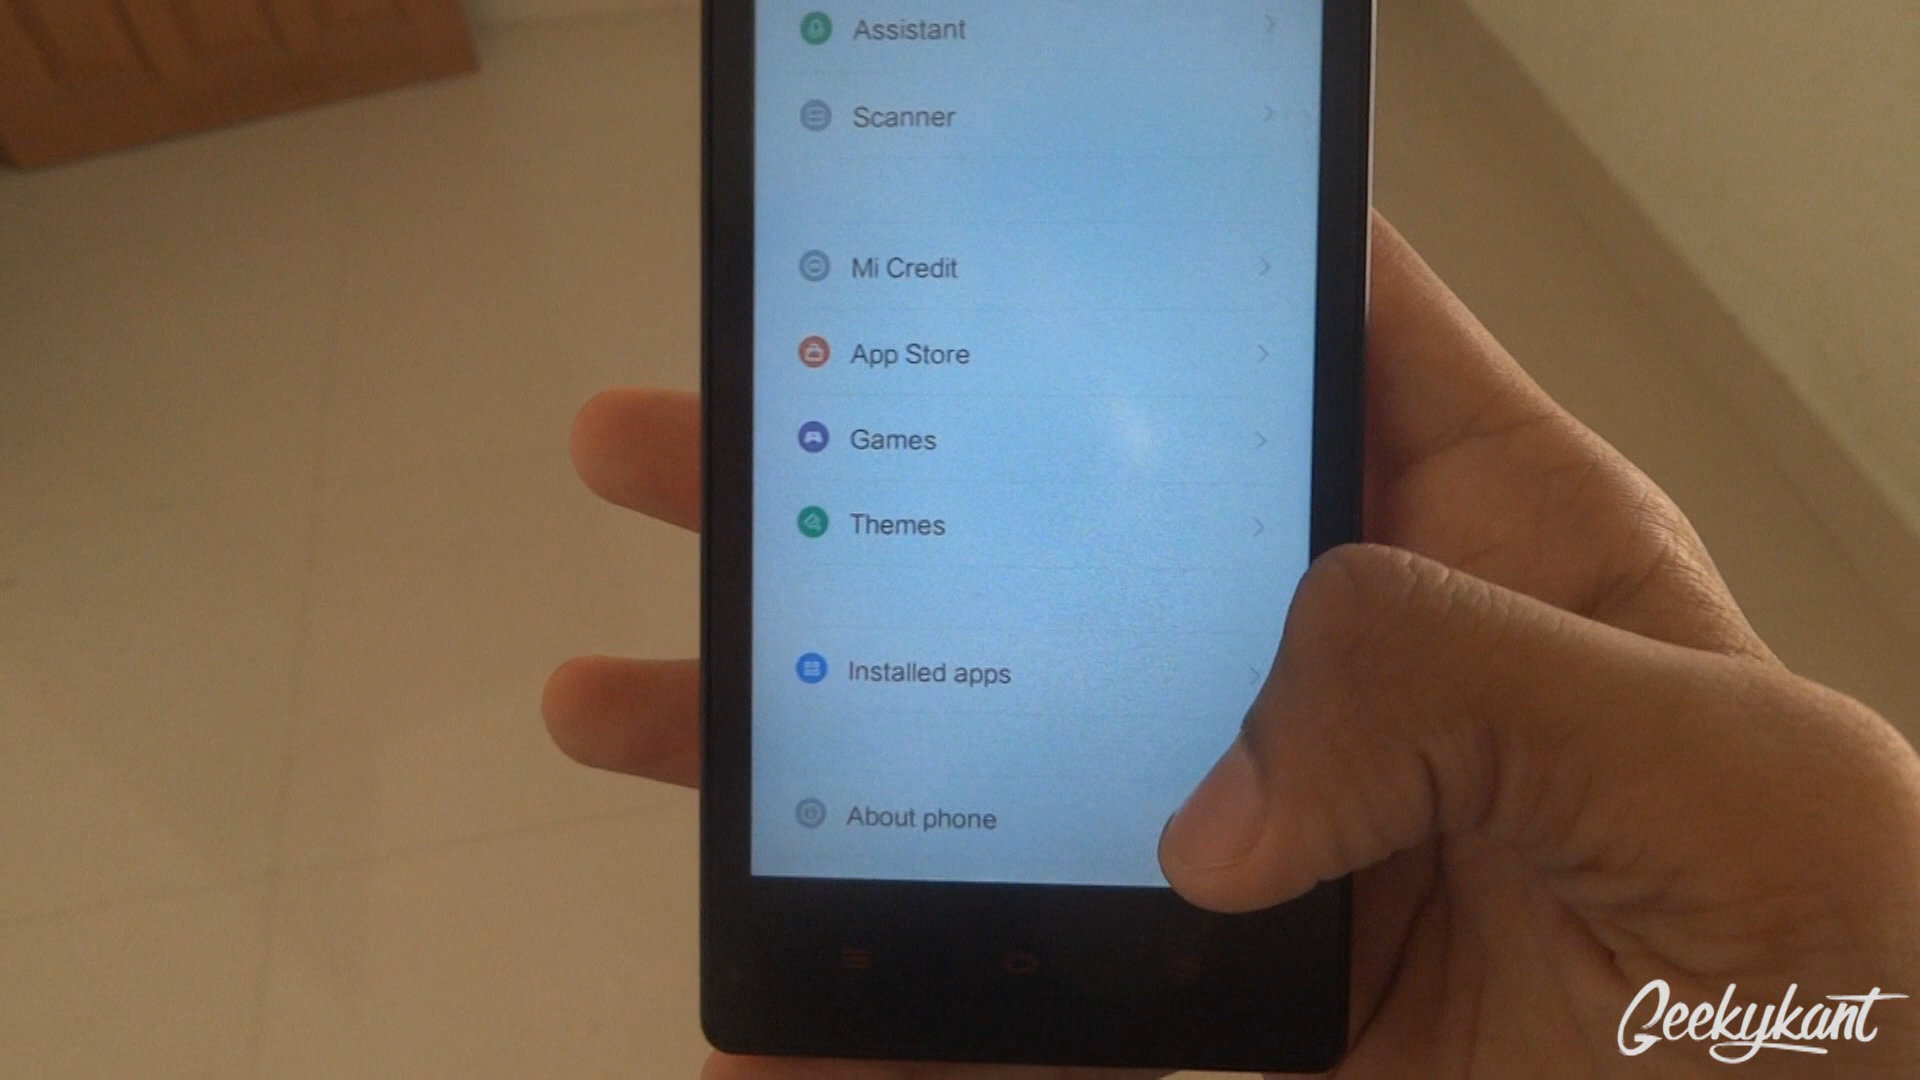 Assistant
Scanner
Mi Credit
App Store
Games
Themes
Installed apps
About phone
Geekykant